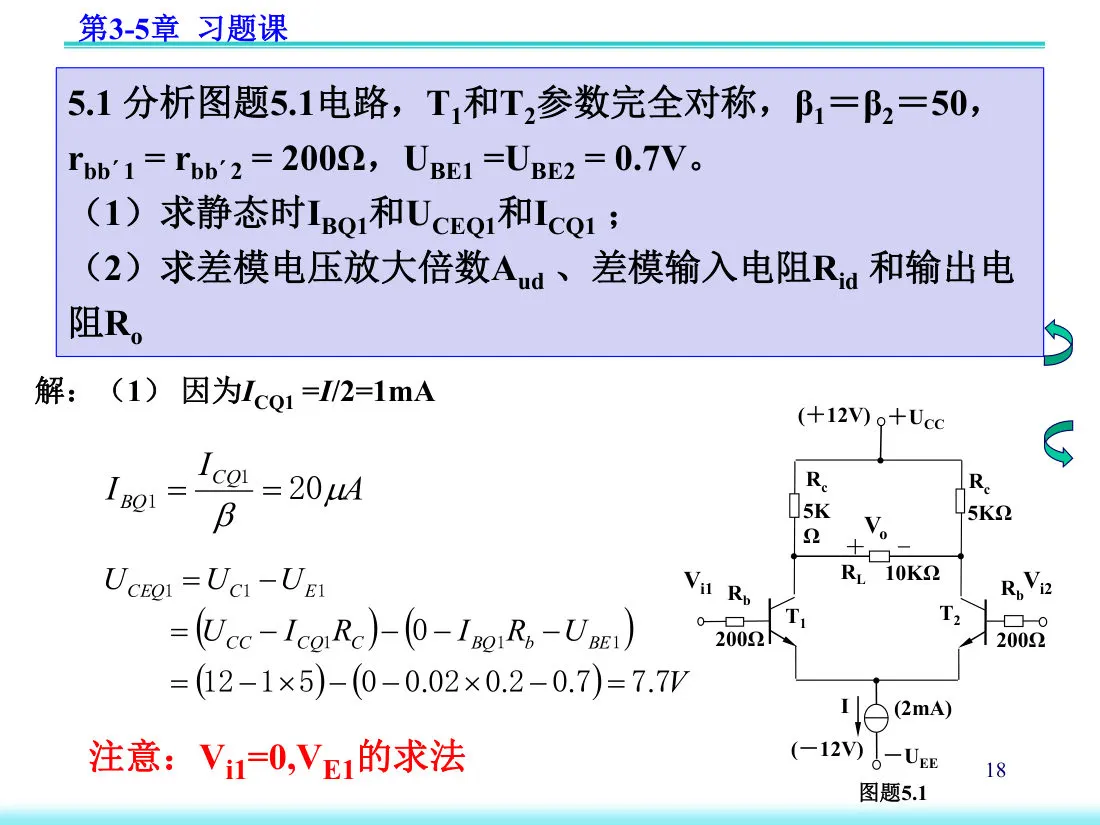 第3-5章 习题课
5.1 分析图题5.1电路，T₁和T₂参数完全对称，β₁＝β₂＝50，
rbb′1 = rbb′2 = 200Ω，UBE1 =UBE2 = 0.7V。
（1）求静态时IBQ1和UCEQ1和ICQ1；
（2）求差模电压放大倍数Aud 、差模输入电阻Rid 和输出电
阻Ro
解：（1） 因为ICQ1 =I/2=1mA
IBQ1 = ICQ1/β = 20μA
UCEQ1 = UC1 − UE1
= (UCC − ICQ1RC) − (0 − IBQ1Rb − UBE1)
= (12 − 1×5) − (0 − 0.02×0.2 − 0.7) = 7.7V
注意：Vi1=0,VE1的求法
(＋12V) ＋UCC
Rc
5K
Ω
Rc
5KΩ
Vo
＋ －
RL 10KΩ
Vi1 Rb
200Ω
T₁
T₂
Rb Vi2
200Ω
I (2mA)
(－12V) －UEE
图题5.1
18